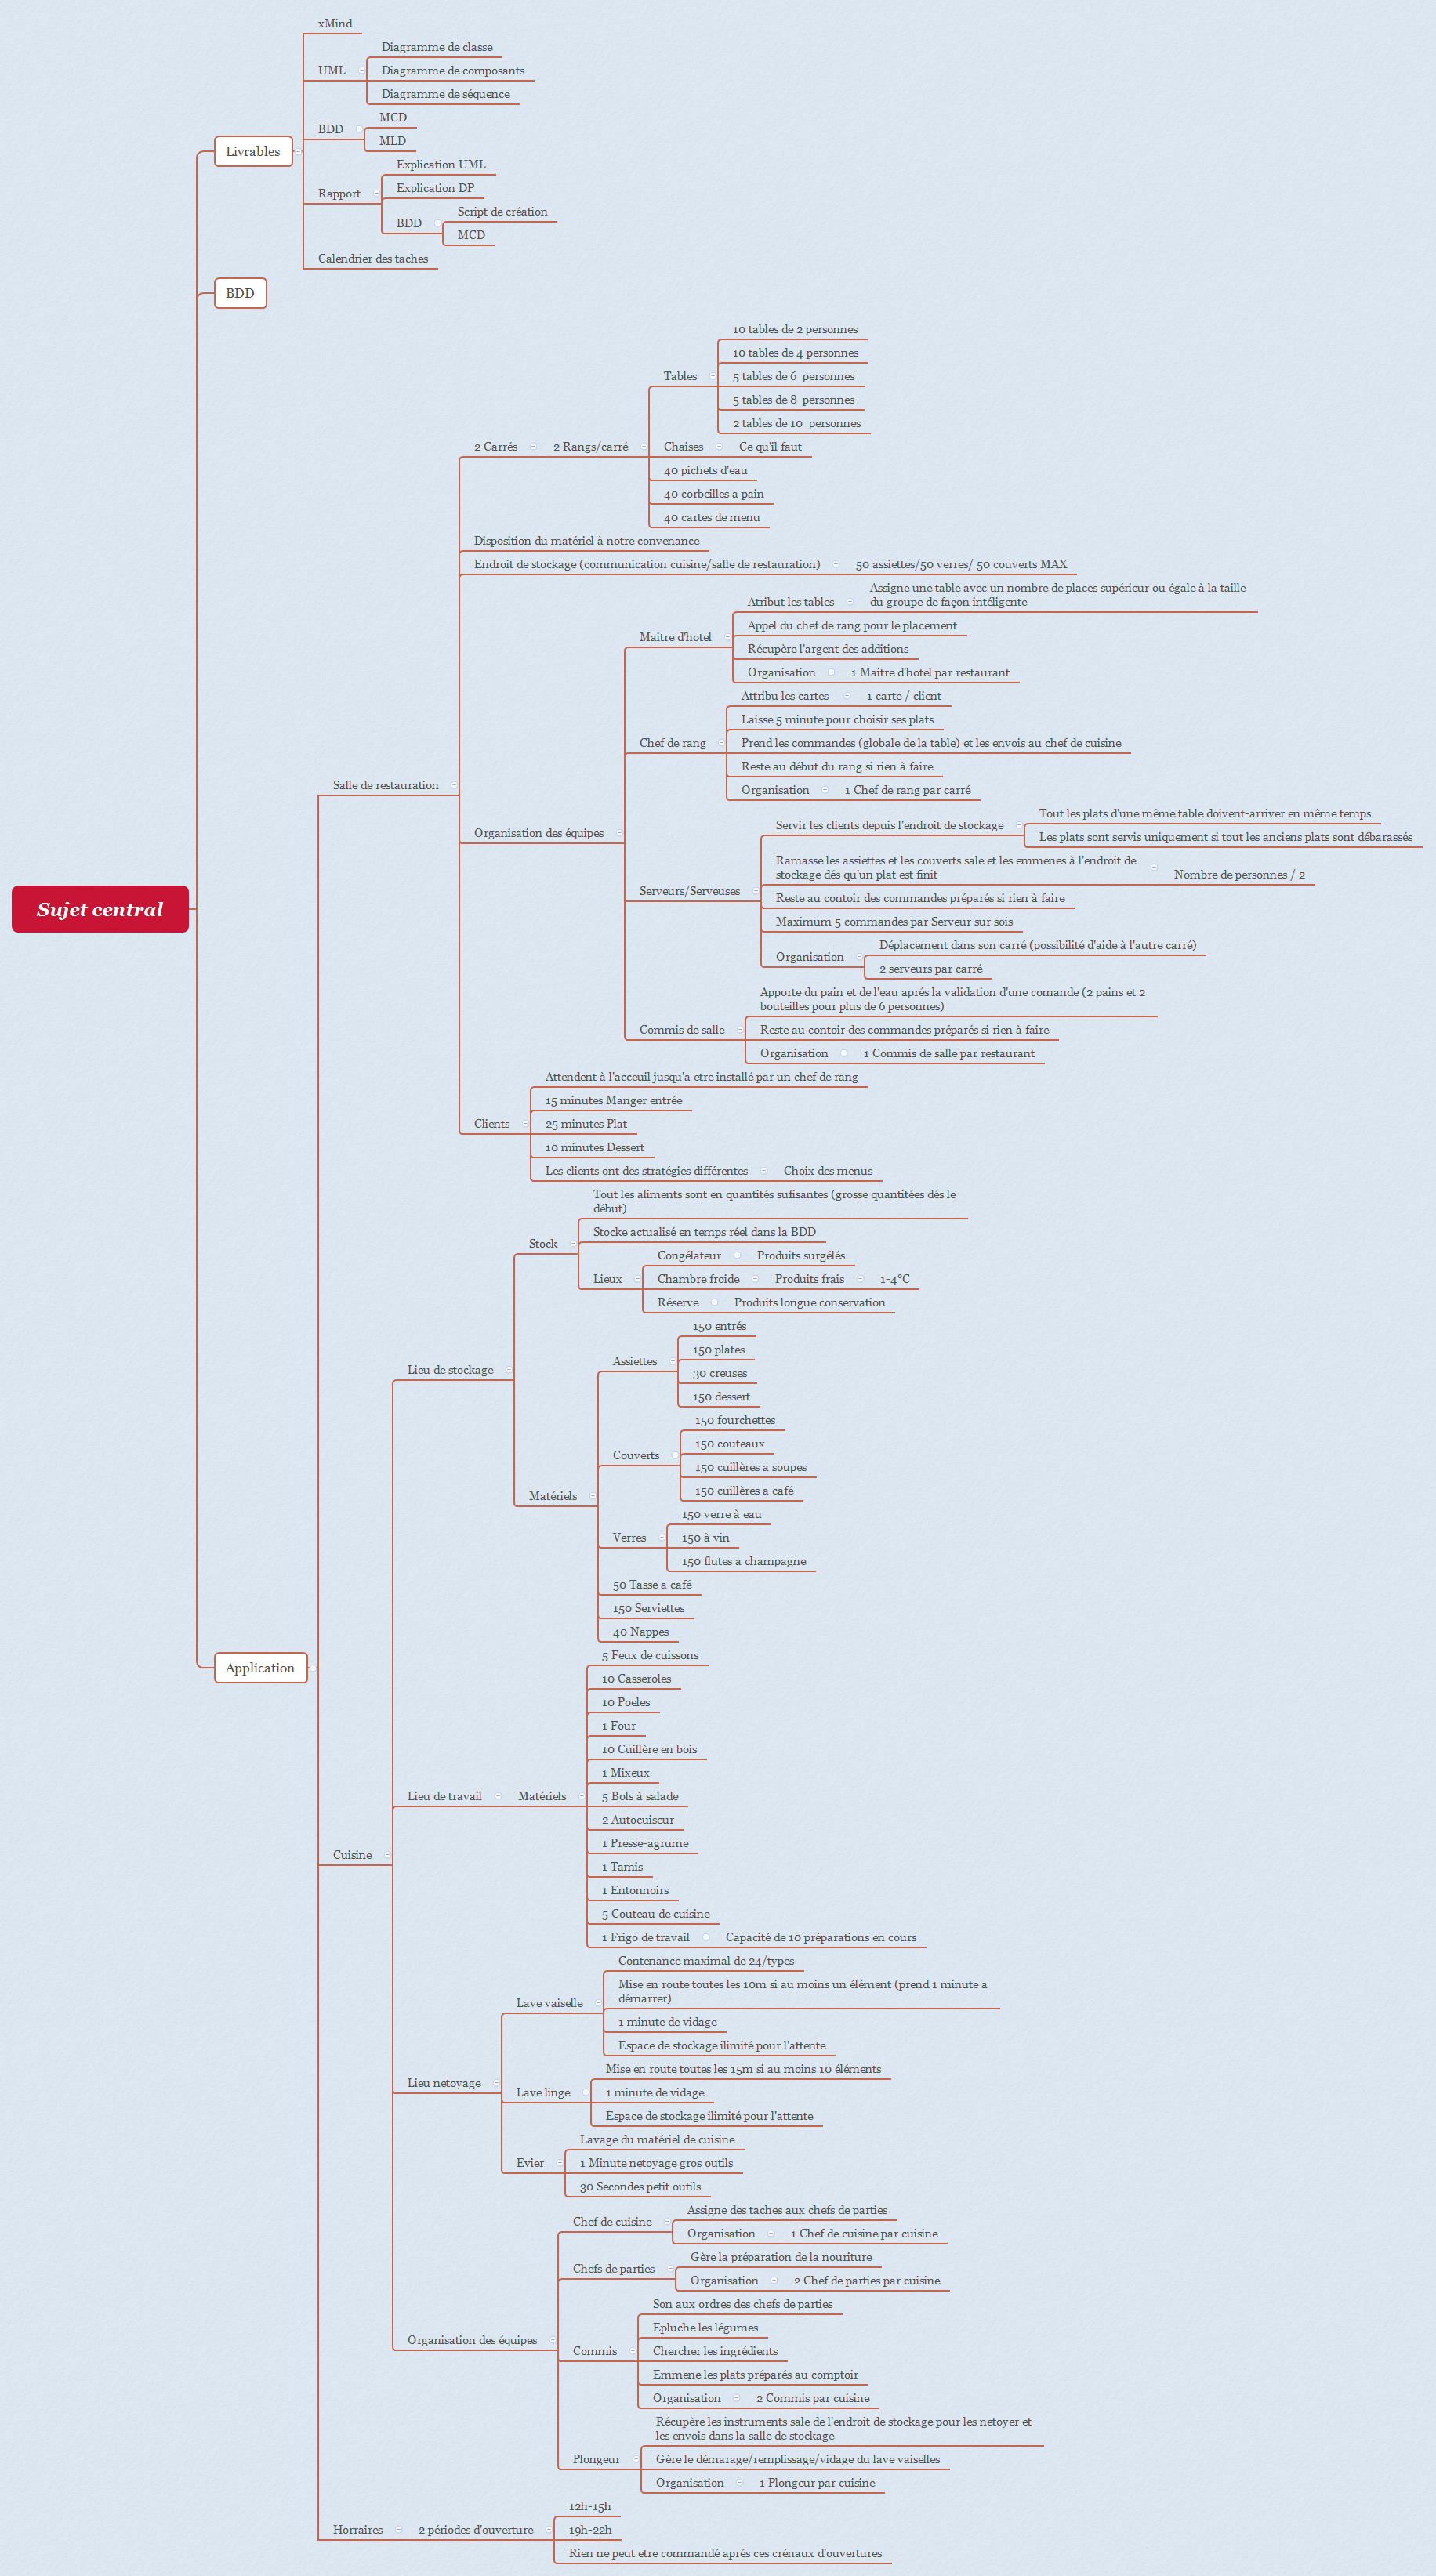 xMind
Diagramme de classe
UML
Diagramme de composants
Diagramme de séquence
MCD
BDD
MLD
Livrables
Explication UML
Rapport
Explication DP
Script de création
BDD
MCD
Calendrier des taches
BDD
10 tables de 2 personnes
10 tables de 4 personnes
Tables
5 tables de 6  personnes
5 tables de 8  personnes
2 tables de 10  personnes
2 Carrés
2 Rangs/carré
Chaises
Ce qu'il faut
40 pichets d'eau
40 corbeilles a pain
40 cartes de menu
Disposition du matériel à notre convenance
Endroit de stockage (communication cuisine/salle de restauration)
50 assiettes/50 verres/ 50 couverts MAX
Atribut les tables
Assigne une table avec un nombre de places supérieur ou égale à la taille
du groupe de façon intéligente
Maitre d'hotel
Appel du chef de rang pour le placement
Récupère l'argent des additions
Organisation
1 Maitre d'hotel par restaurant
Attribu les cartes
1 carte / client
Laisse 5 minute pour choisir ses plats
Chef de rang
Prend les commandes (globale de la table) et les envois au chef de cuisine
Reste au début du rang si rien à faire
Organisation
1 Chef de rang par carré
Salle de restauration
Organisation des équipes
Servir les clients depuis l'endroit de stockage
Tout les plats d'une même table doivent-arriver en même temps
Les plats sont servis uniquement si tout les anciens plats sont débarassés
Serveurs/Serveuses
Ramasse les assiettes et les couverts sale et les emmenes à l'endroit de
stockage dés qu'un plat est finit
Nombre de personnes / 2
Reste au contoir des commandes préparés si rien à faire
Maximum 5 commandes par Serveur sur sois
Organisation
Déplacement dans son carré (possibilité d'aide à l'autre carré)
2 serveurs par carré
Sujet central
Apporte du pain et de l'eau aprés la validation d'une comande (2 pains et 2
bouteilles pour plus de 6 personnes)
Commis de salle
Reste au contoir des commandes préparés si rien à faire
Organisation
1 Commis de salle par restaurant
Attendent à l'acceuil jusqu'a etre installé par un chef de rang
15 minutes Manger entrée
Clients
25 minutes Plat
10 minutes Dessert
Les clients ont des stratégies différentes
Choix des menus
Tout les aliments sont en quantités sufisantes (grosse quantitées dés le
début)
Stock
Stocke actualisé en temps réel dans la BDD
Congélateur
Produits surgélés
Lieux
Chambre froide
Produits frais
1-4°C
Réserve
Produits longue conservation
Lieu de stockage
150 entrés
Assiettes
150 plates
30 creuses
150 dessert
150 fourchettes
Couverts
150 couteaux
150 cuillères a soupes
150 cuillères a café
Matériels
150 verre à eau
Verres
150 à vin
150 flutes a champagne
50 Tasse a café
150 Serviettes
40 Nappes
Application
5 Feux de cuissons
10 Casseroles
10 Poeles
1 Four
10 Cuillère en bois
1 Mixeux
Lieu de travail
Matériels
5 Bols à salade
2 Autocuiseur
1 Presse-agrume
1 Tamis
1 Entonnoirs
5 Couteau de cuisine
1 Frigo de travail
Capacité de 10 préparations en cours
Cuisine
Contenance maximal de 24/types
Lave vaiselle
Mise en route toutes les 10m si au moins un élément (prend 1 minute a
démarrer)
1 minute de vidage
Espace de stockage ilimité pour l'attente
Lieu netoyage
Mise en route toutes les 15m si au moins 10 éléments
Lave linge
1 minute de vidage
Espace de stockage ilimité pour l'attente
Lavage du matériel de cuisine
Evier
1 Minute netoyage gros outils
30 Secondes petit outils
Chef de cuisine
Assigne des taches aux chefs de parties
Organisation
1 Chef de cuisine par cuisine
Chefs de parties
Gère la préparation de la nouriture
Organisation
2 Chef de parties par cuisine
Organisation des équipes
Son aux ordres des chefs de parties
Epluche les légumes
Commis
Chercher les ingrédients
Emmene les plats préparés au comptoir
Organisation
2 Commis par cuisine
Récupère les instruments sale de l'endroit de stockage pour les netoyer et
les envois dans la salle de stockage
Plongeur
Gère le démarage/remplissage/vidage du lave vaiselles
Organisation
1 Plongeur par cuisine
12h-15h
Horraires
2 périodes d'ouverture
19h-22h
Rien ne peut etre commandé aprés ces crénaux d'ouvertures